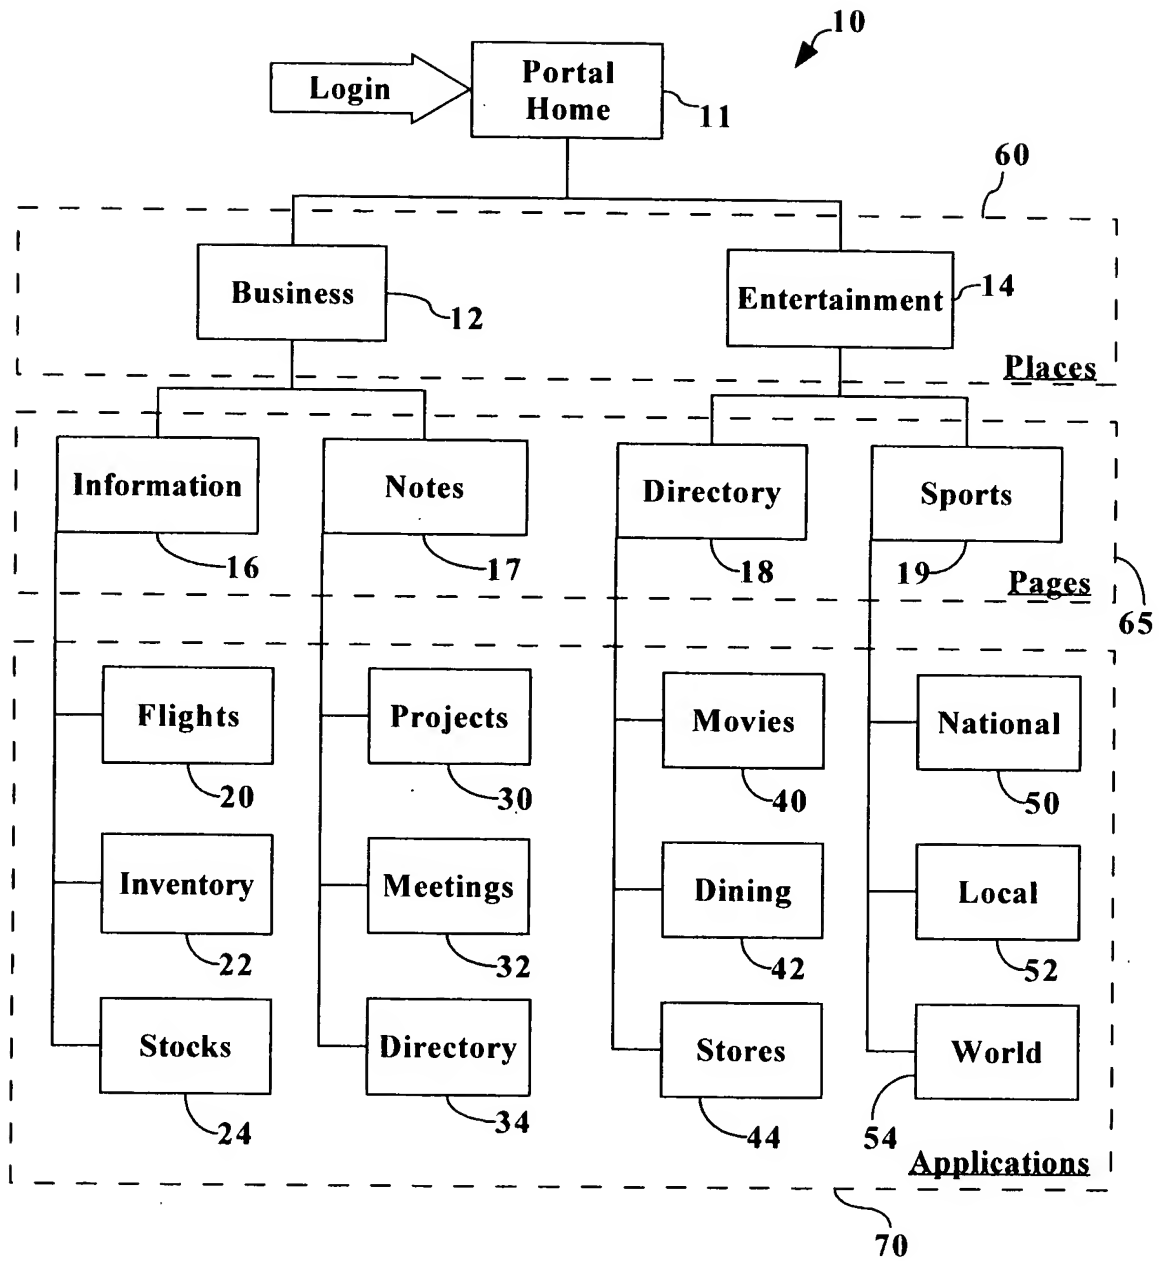 10
Login
Portal
Home
11
60
Business
12
Entertainment
14
Places
Information
16
Notes
17
Directory
18
Sports
19
Pages
65
Flights
20
Projects
30
Movies
40
National
50
Inventory
22
Meetings
32
Dining
42
Local
52
Stocks
24
Directory
34
Stores
44
World
54
Applications
70